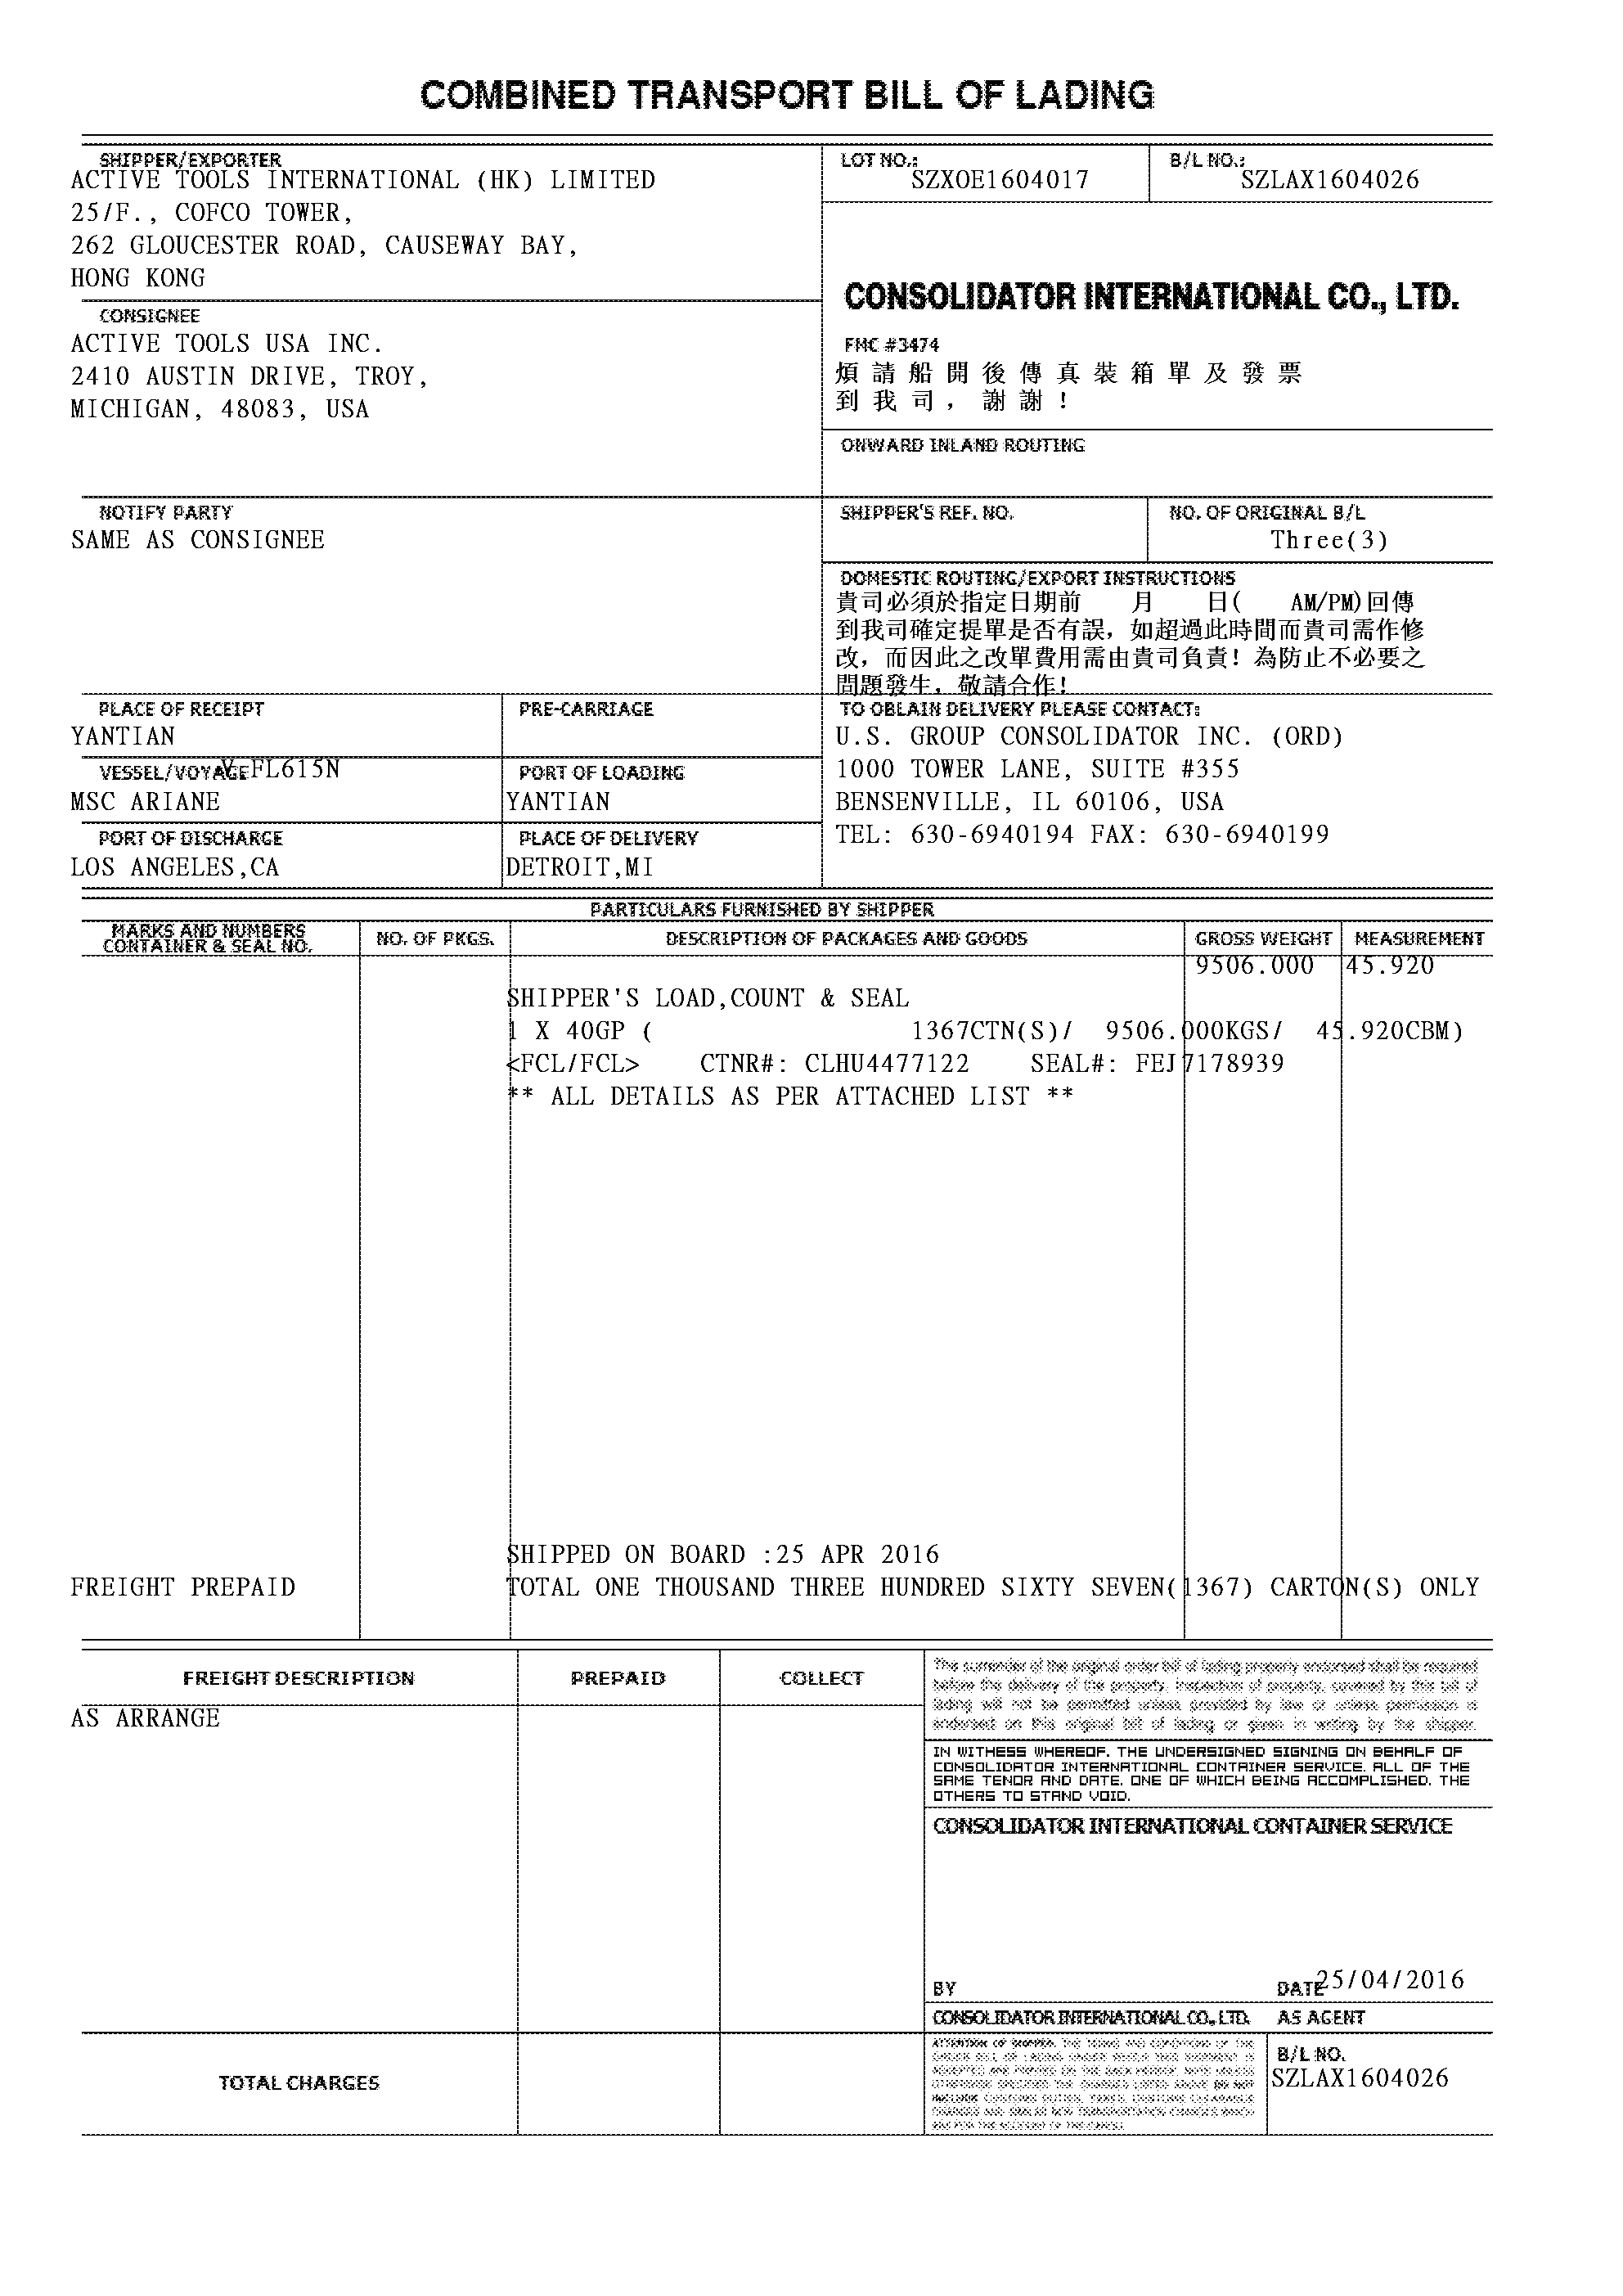 COMBINED TRANSPORT BILL OF LADING
SHIPPER/EXPORTER
ACTIVE TOOLS INTERNATIONAL (HK) LIMITED
25/F., COFCO TOWER,
262 GLOUCESTER ROAD, CAUSEWAY BAY,
HONG KONG
LOT NO.:
SZXOE1604017
B/L NO.:
SZLAX1604026
CONSOLIDATOR INTERNATIONAL CO., LTD.
FMC #3474
煩請船開後傳真裝箱單及發票
到我司，謝謝！
CONSIGNEE
ACTIVE TOOLS USA INC.
2410 AUSTIN DRIVE, TROY,
MICHIGAN, 48083, USA
ONWARD INLAND ROUTING
NOTIFY PARTY
SAME AS CONSIGNEE
SHIPPER'S REF. NO.
NO. OF ORIGINAL B/L
Three(3)
DOMESTIC ROUTING/EXPORT INSTRUCTIONS
貴司必須於指定日期前 月 日( AM/PM)回傳
到我司確定提單是否有誤，如超過此時間而貴司需作修
改，而因此之改單費用需由貴司負責！為防止不必要之
問題發生，敬請合作！
PLACE OF RECEIPT
YANTIAN
PRE-CARRIAGE
TO OBLAIN DELIVERY PLEASE CONTACT:
U.S. GROUP CONSOLIDATOR INC. (ORD)
1000 TOWER LANE, SUITE #355
BENSENVILLE, IL 60106, USA
TEL: 630-6940194 FAX: 630-6940199
VESSEL/VOYAGE V.FL615N
MSC ARIANE
PORT OF LOADING
YANTIAN
PORT OF DISCHARGE
LOS ANGELES,CA
PLACE OF DELIVERY
DETROIT,MI
PARTICULARS FURNISHED BY SHIPPER
MARKS AND NUMBERS
CONTAINER & SEAL NO.
NO. OF PKGS.
DESCRIPTION OF PACKAGES AND GOODS
GROSS WEIGHT
MEASUREMENT
9506.000 45.920
SHIPPER'S LOAD,COUNT & SEAL
1 X 40GP ( 1367CTN(S)/ 9506.000KGS/ 45.920CBM)
<FCL/FCL> CTNR#: CLHU4477122 SEAL#: FEJ7178939
** ALL DETAILS AS PER ATTACHED LIST **
SHIPPED ON BOARD :25 APR 2016
FREIGHT PREPAID
TOTAL ONE THOUSAND THREE HUNDRED SIXTY SEVEN(1367) CARTON(S) ONLY
FREIGHT DESCRIPTION
PREPAID
COLLECT
AS ARRANGE
The surrender of the original order bill of lading properly endorsed shall be required
before the delivery of the property. Inspection of property covered by this bill of
lading will not be permitted unless provided by law or unless permission is
endorsed on this original bill of lading or given in writing by the shipper.
IN WITHESS WHEREOF, THE UNDERSIGNED SIGNING ON BEHALF OF
CONSOLIDATOR INTERNATIONAL CONTAINER SERVICE. ALL OF THE
SAME TENOR AND DATE. ONE OF WHICH BEING ACCOMPLISHED. THE
OTHERS TO STAND VOID.
CONSOLIDATOR INTERNATIONAL CONTAINER SERVICE
BY
DATE 25/04/2016
CONSOLIDATOR INTERNATIONAL CO., LTD. AS AGENT
TOTAL CHARGES
B/L NO.
SZLAX1604026